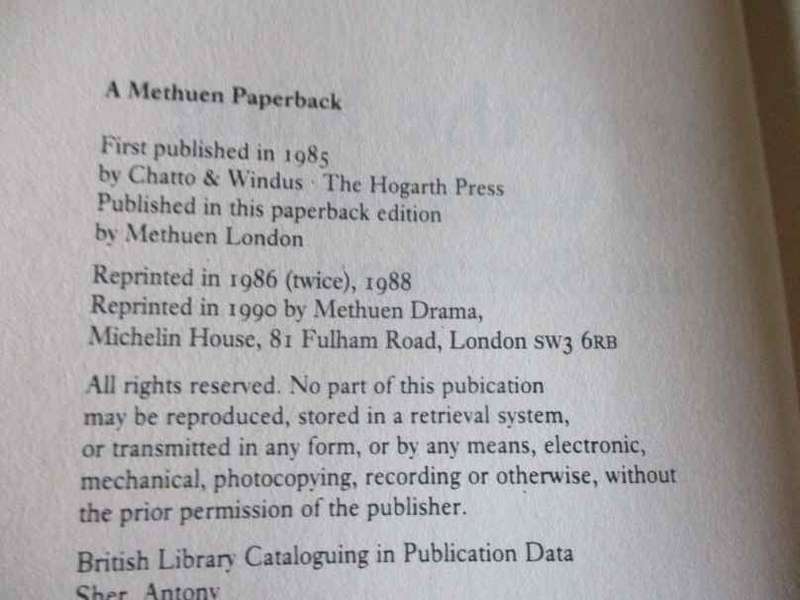 A Methuen Paperback
First published in 1985
by Chatto & Windus · The Hogarth Press
Published in this paperback edition
by Methuen London
Reprinted in 1986 (twice), 1988
Reprinted in 1990 by Methuen Drama,
Michelin House, 81 Fulham Road, London SW3 6RB
All rights reserved. No part of this pubication
may be reproduced, stored in a retrieval system,
or transmitted in any form, or by any means, electronic,
mechanical, photocopying, recording or otherwise, without
the prior permission of the publisher.
British Library Cataloguing in Publication Data
Sher, Antony